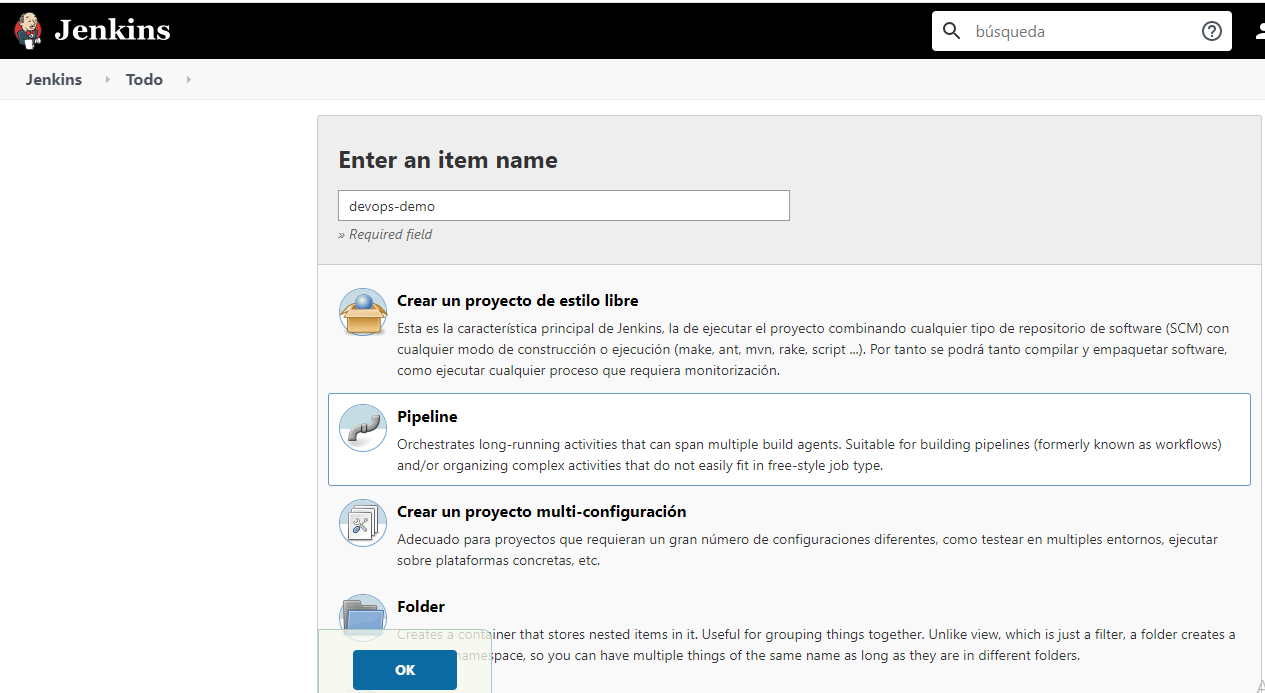 Jenkins
búsqueda
Jenkins
Todo
Enter an item name
devops-demo
» Required field
Crear un proyecto de estilo libre
Esta es la característica principal de Jenkins, la de ejecutar el proyecto combinando cualquier tipo de repositorio de software (SCM) con
cualquier modo de construcción o ejecución (make, ant, mvn, rake, script ...). Por tanto se podrá tanto compilar y empaquetar software,
como ejecutar cualquier proceso que requiera monitorización.
Pipeline
Orchestrates long-running activities that can span multiple build agents. Suitable for building pipelines (formerly known as workflows)
and/or organizing complex activities that do not easily fit in free-style job type.
Crear un proyecto multi-configuración
Adecuado para proyectos que requieran un gran número de configuraciones diferentes, como testear en multiples entornos, ejecutar
sobre plataformas concretas, etc.
Folder
Creates a container that stores nested items in it. Useful for grouping things together. Unlike view, which is just a filter, a folder creates a
namespace, so you can have multiple things of the same name as long as they are in different folders.
OK